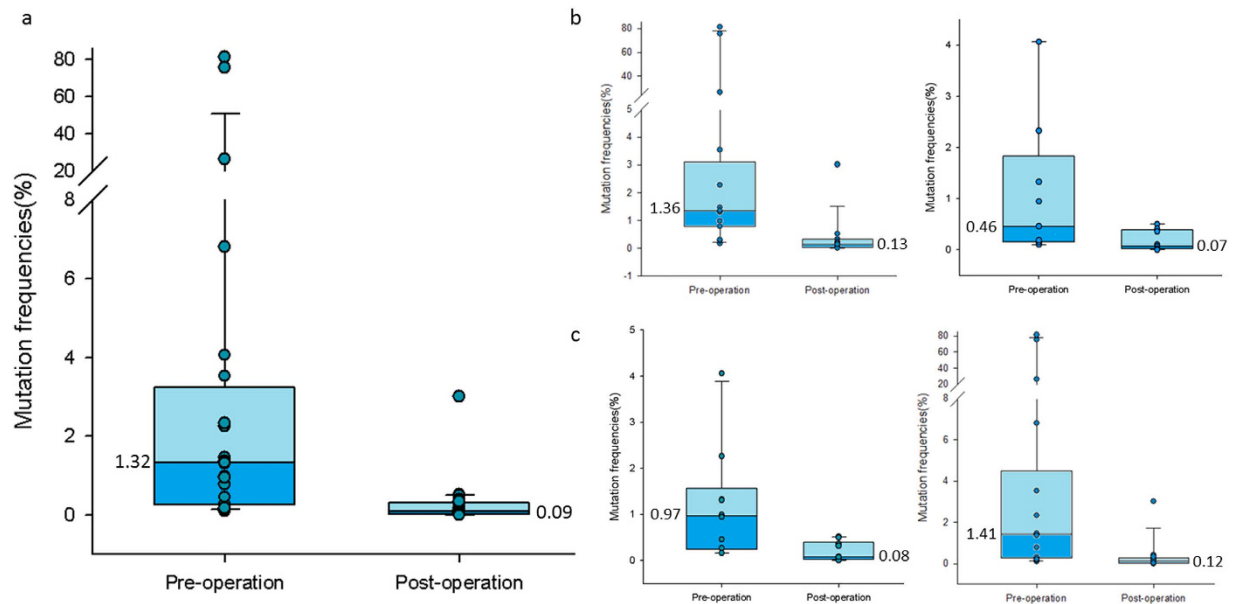 a
Mutation frequencies(%)
80
60
40
20
8
6
4
2
0
1.32
0.09
Pre-operation
Post-operation
b
Mutation frequencies(%)
80
60
40
20
5
4
3
2
1
0
-1
1.36
0.13
Pre-operation
Post-operation
Mutation frequencies(%)
4
3
2
1
0
0.46
0.07
Pre-operation
Post-operation
c
Mutation frequencies(%)
5
4
3
2
1
0
0.97
0.08
Pre-operation
Post-operation
Mutation frequencies(%)
80
70
60
50
40
30
20
8
6
4
2
0
1.41
0.12
Pre-operation
Post-operation